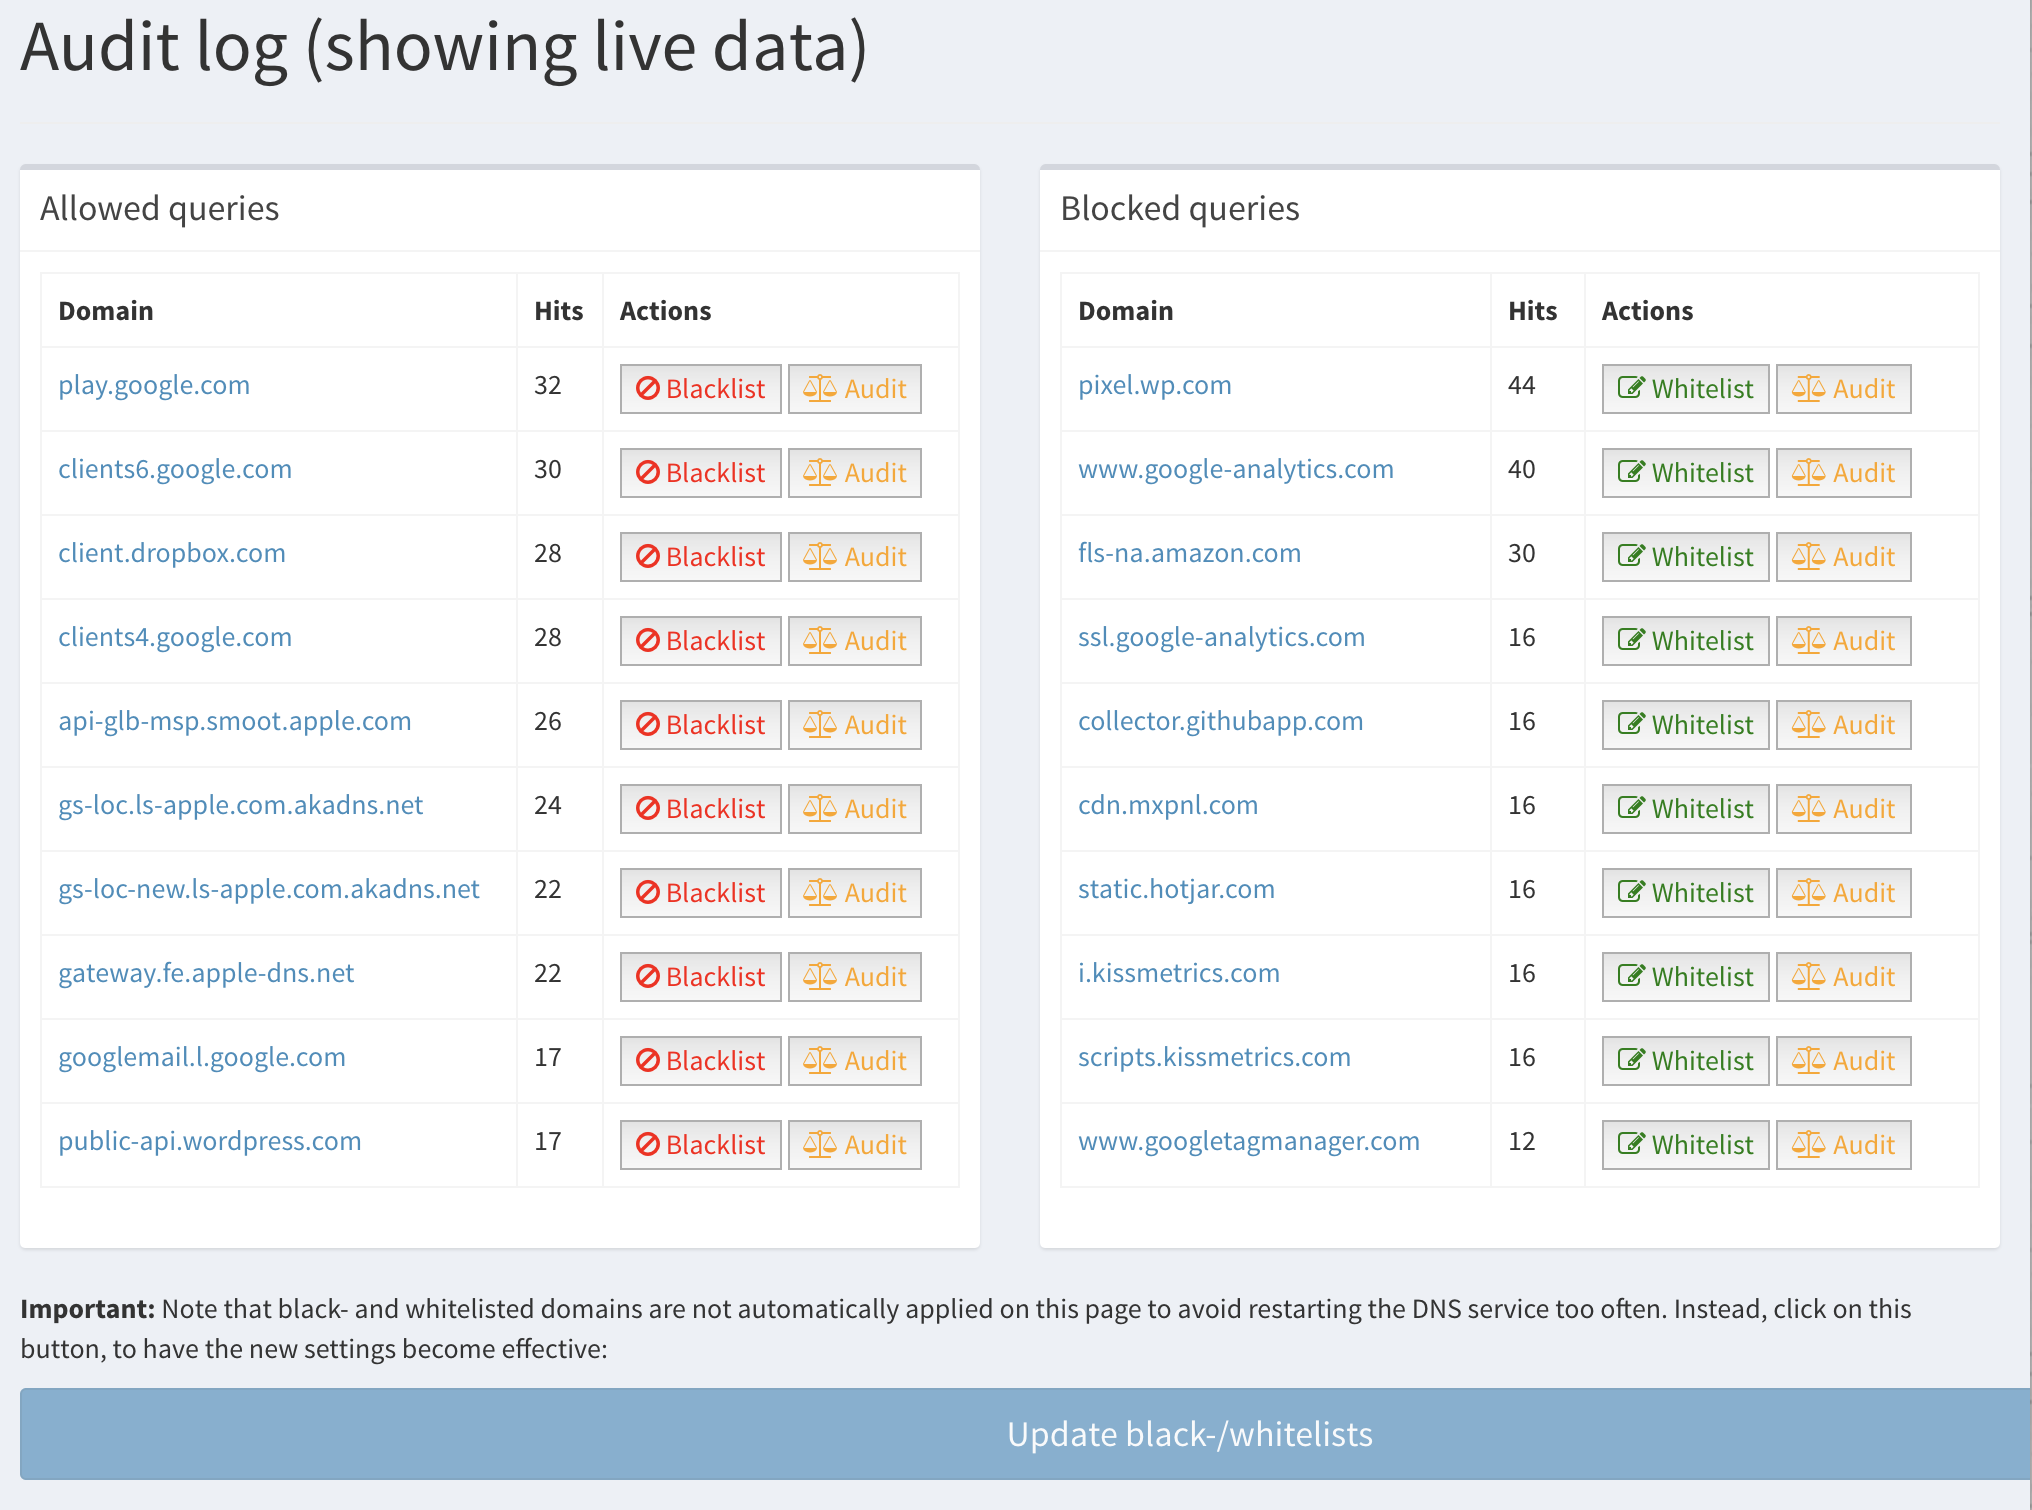 Audit log (showing live data)
Allowed queries
Domain Hits Actions
play.google.com 32 Blacklist Audit
clients6.google.com 30 Blacklist Audit
client.dropbox.com 28 Blacklist Audit
clients4.google.com 28 Blacklist Audit
api-glb-msp.smoot.apple.com 26 Blacklist Audit
gs-loc.ls-apple.com.akadns.net 24 Blacklist Audit
gs-loc-new.ls-apple.com.akadns.net 22 Blacklist Audit
gateway.fe.apple-dns.net 22 Blacklist Audit
googlemail.l.google.com 17 Blacklist Audit
public-api.wordpress.com 17 Blacklist Audit
Blocked queries
Domain Hits Actions
pixel.wp.com 44 Whitelist Audit
www.google-analytics.com 40 Whitelist Audit
fls-na.amazon.com 30 Whitelist Audit
ssl.google-analytics.com 16 Whitelist Audit
collector.githubapp.com 16 Whitelist Audit
cdn.mxpnl.com 16 Whitelist Audit
static.hotjar.com 16 Whitelist Audit
i.kissmetrics.com 16 Whitelist Audit
scripts.kissmetrics.com 16 Whitelist Audit
www.googletagmanager.com 12 Whitelist Audit
Important: Note that black- and whitelisted domains are not automatically applied on this page to avoid restarting the DNS service too often. Instead, click on this
button, to have the new settings become effective:
Update black-/whitelists